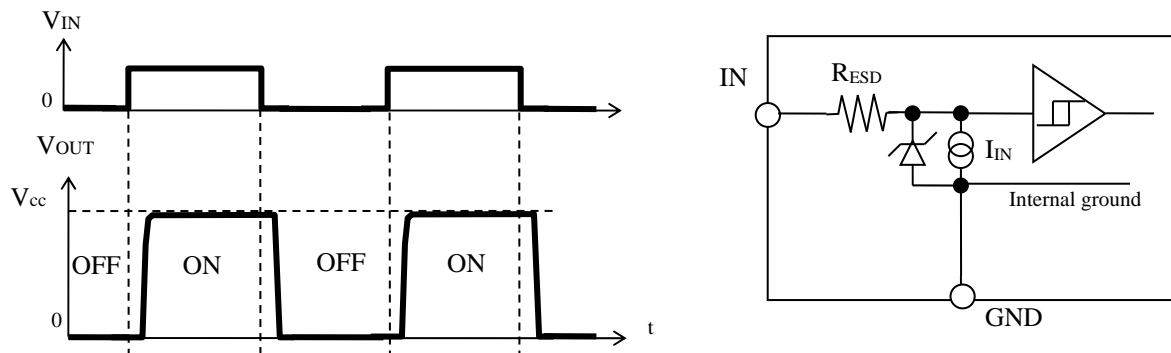 VIN
0
VOUT
Vcc
OFF
ON
OFF
ON
0
t
IN
RESD
IIN
Internal ground
GND